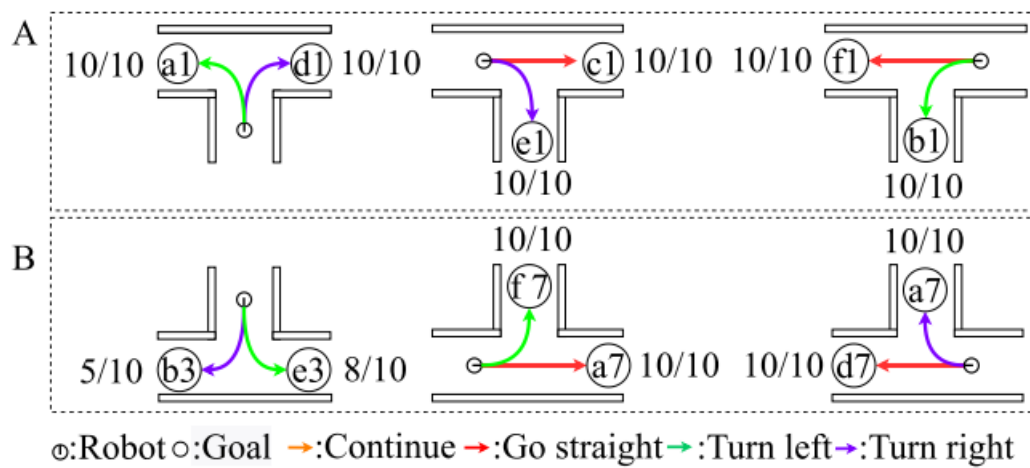 A
10/10 a1 d1 10/10
c1 10/10
e1
10/10
10/10 f1
b1
10/10
B
5/10 b3 e3 8/10
10/10
f 7
a7 10/10
10/10
a7
10/10 d7
:Robot :Goal :Continue :Go straight :Turn left :Turn right